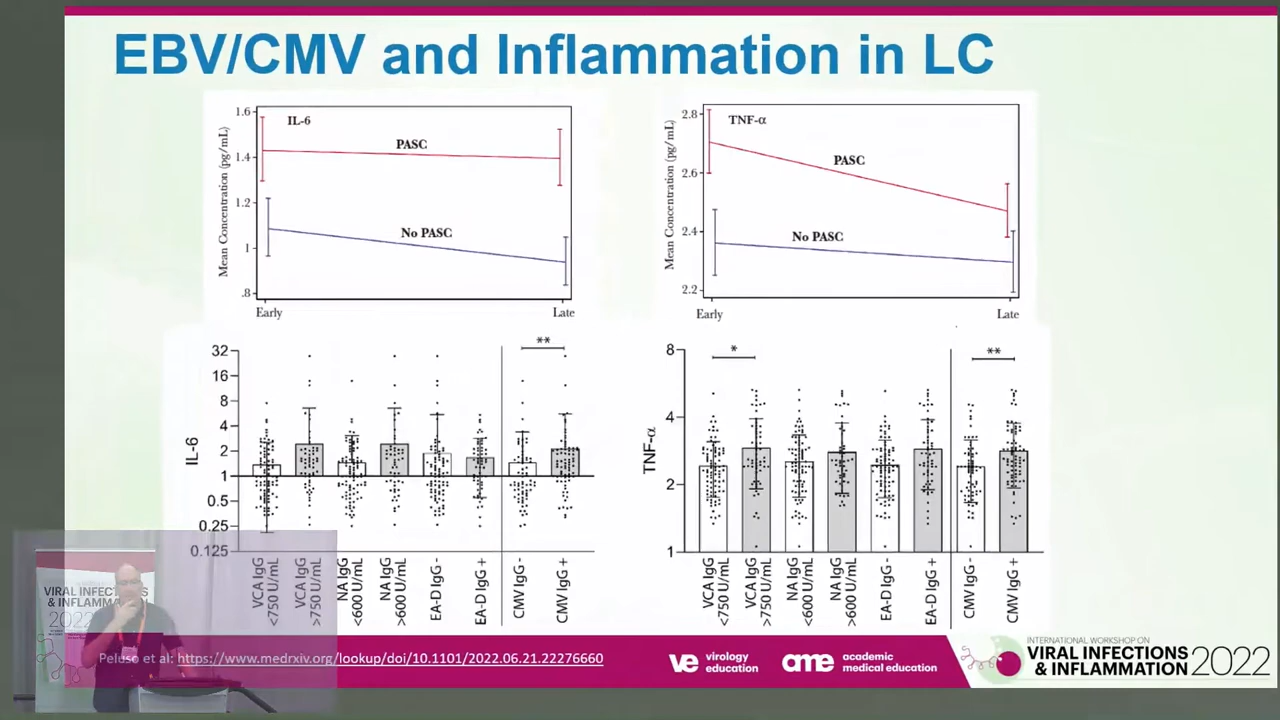 EBV/CMV and Inflammation in LC
Mean Concentration (pg/mL)
1.6
1.4
1.2
1
.8
IL-6
PASC
No PASC
Early
Late
Mean Concentration (pg/mL)
2.8
2.6
2.4
2.2
TNF-α
PASC
No PASC
Early
Late
IL-6
32
16
8
4
2
1
0.5
0.25
0.125
**
VCA IgG
<750 U/mL
VCA IgG
>750 U/mL
NA IgG
<600 U/mL
NA IgG
>600 U/mL
EA-D IgG -
EA-D IgG +
CMV IgG -
CMV IgG +
TNF-α
8
4
2
1
*
**
VCA IgG
<750 U/mL
VCA IgG
>750 U/mL
NA IgG
<600 U/mL
NA IgG
>600 U/mL
EA-D IgG -
EA-D IgG +
CMV IgG -
CMV IgG +
VIRAL INFECTIONS
& INFLAMMA
2022
Peluso et al: https://www.medrxiv.org/lookup/doi/10.1101/2022.06.21.22276660
ve virology
education
ame academic
medical education
INTERNATIONAL WORKSHOP ON
VIRAL INFECTIONS
& INFLAMMATION 2022